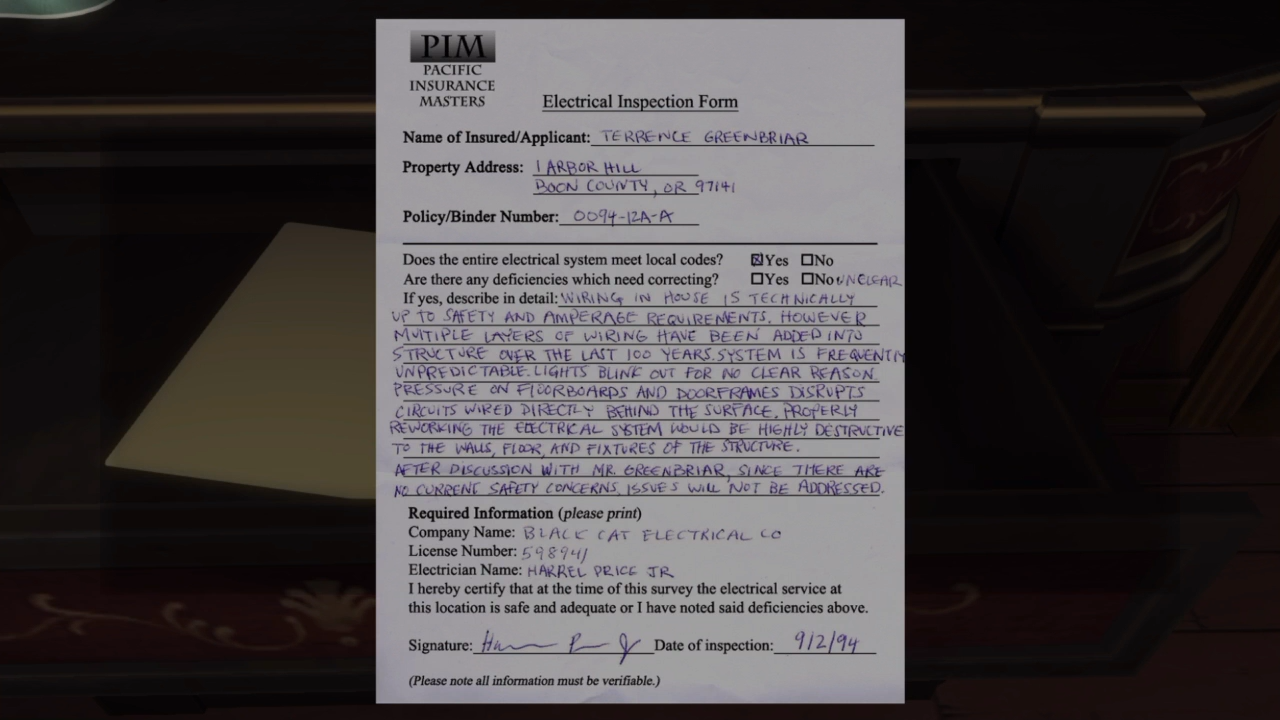 PIM
PACIFIC
INSURANCE
MASTERS
Electrical Inspection Form
Name of Insured/Applicant: TERRENCE GREENBRIAR
Property Address: 1 ARBOR HILL
BOON COUNTY, OR 97141
Policy/Binder Number: 0094-12A-A
Does the entire electrical system meet local codes? ☒Yes ☐No
Are there any deficiencies which need correcting? ☐Yes ☐No UNCLEAR
If yes, describe in detail: WIRING IN HOUSE IS TECHNICALLY
UP TO SAFETY AND AMPERAGE REQUIREMENTS. HOWEVER
MULTIPLE LAYERS OF WIRING HAVE BEEN ADDED INTO
STRUCTURE OVER THE LAST 100 YEARS. SYSTEM IS FREQUENTLY
UNPREDICTABLE. LIGHTS BLINK OUT FOR NO CLEAR REASON.
PRESSURE ON FLOORBOARDS AND DOORFRAMES DISRUPTS
CIRCUITS WIRED DIRECTLY BEHIND THE SURFACE. PROPERLY
REWORKING THE ELECTRICAL SYSTEM WOULD BE HIGHLY DESTRUCTIVE
TO THE WALLS, FLOOR, AND FIXTURES OF THE STRUCTURE.
AFTER DISCUSSION WITH MR. GREENBRIAR, SINCE THERE ARE
NO CURRENT SAFETY CONCERNS, ISSUES WILL NOT BE ADDRESSED.
Required Information (please print)
Company Name: BLACK CAT ELECTRICAL CO
License Number: 598941
Electrician Name: HARREL PRICE JR
I hereby certify that at the time of this survey the electrical service at
this location is safe and adequate or I have noted said deficiencies above.
Signature: Date of inspection: 9/2/94
(Please note all information must be verifiable.)